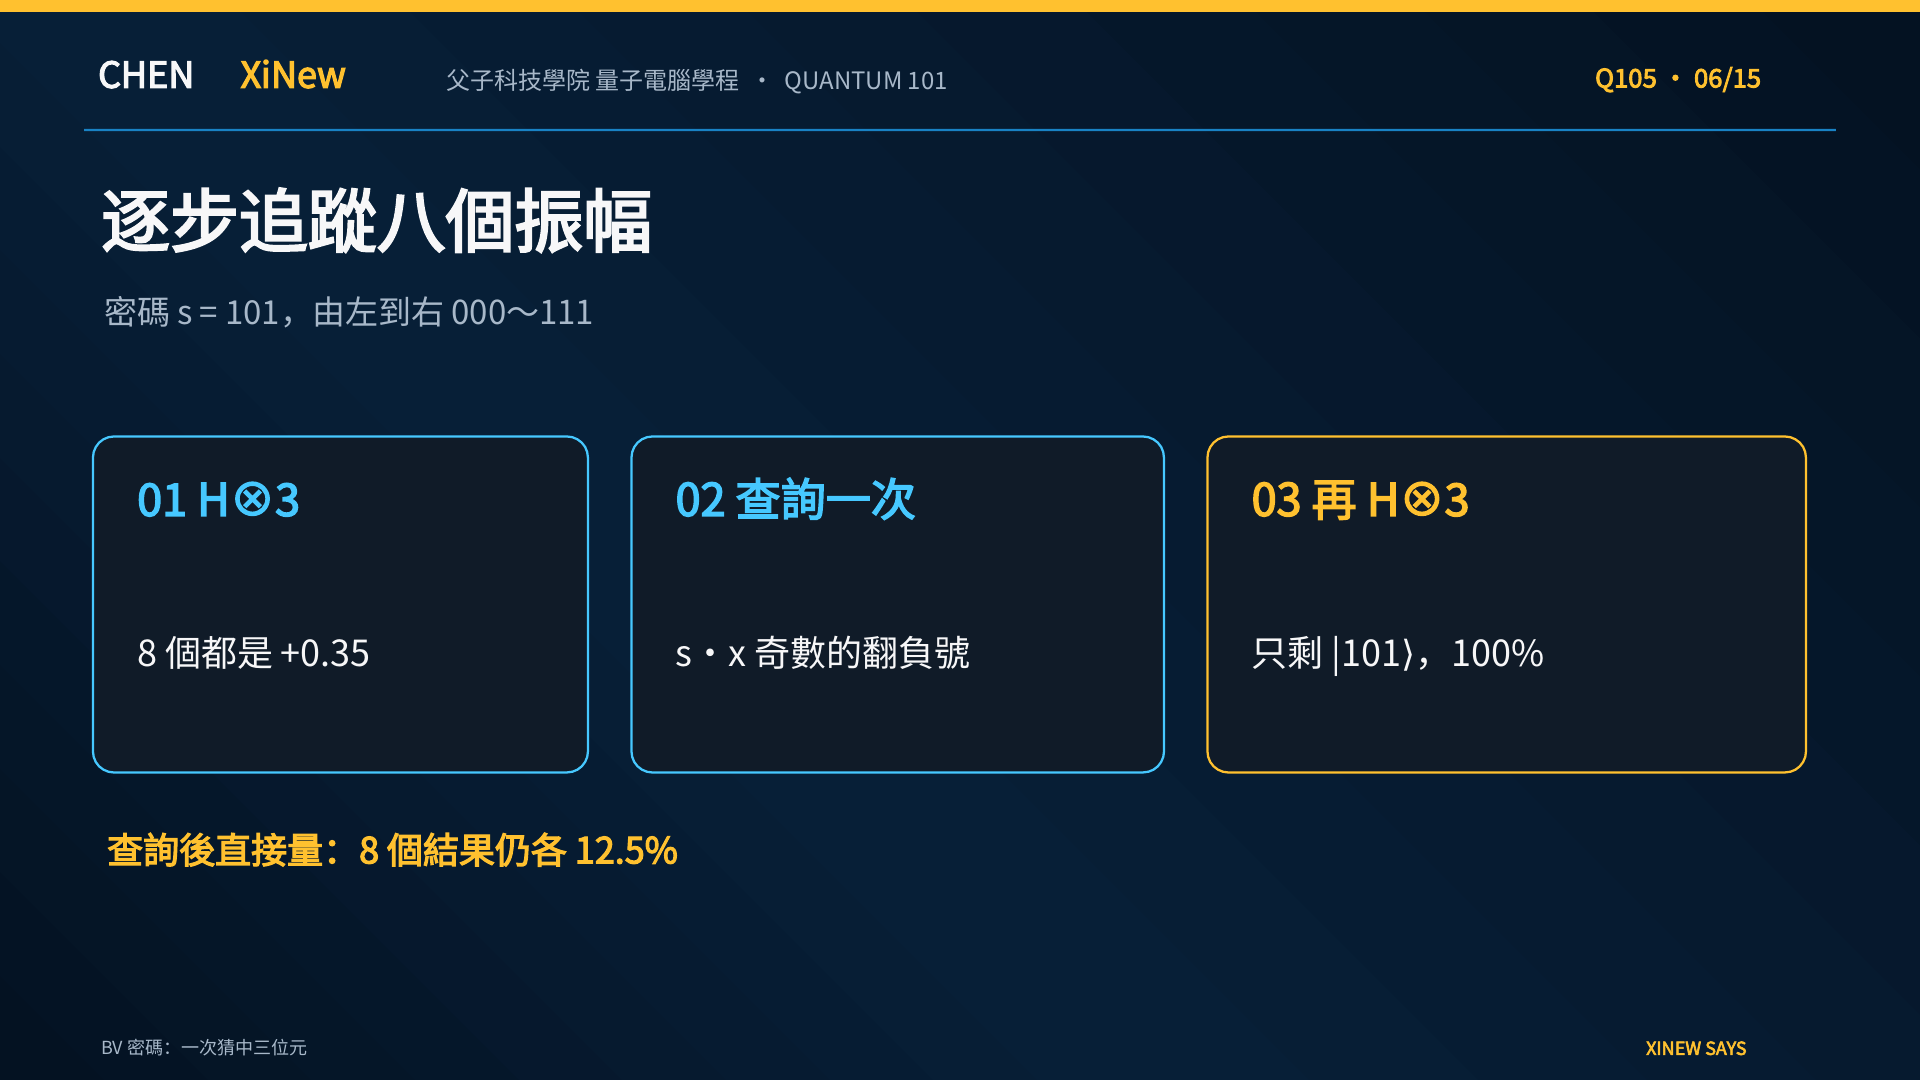 CHEN XiNew 父子科技學院 量子電腦學程 · QUANTUM 101 Q105 · 06/15
逐步追蹤八個振幅
密碼 s = 101，由左到右 000～111
01 H⊗3
8 個都是 +0.35
02 查詢一次
s·x 奇數的翻負號
03 再 H⊗3
只剩 |101⟩，100%
查詢後直接量：8 個結果仍各 12.5%
BV 密碼：一次猜中三位元
XINEW SAYS